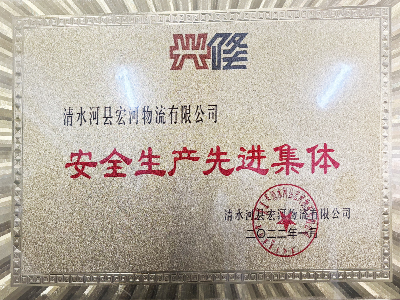 兴隆
清水河县宏河物流有限公司
安全生产先进集体
清水河县宏河物流有限公司
二〇二二年一月